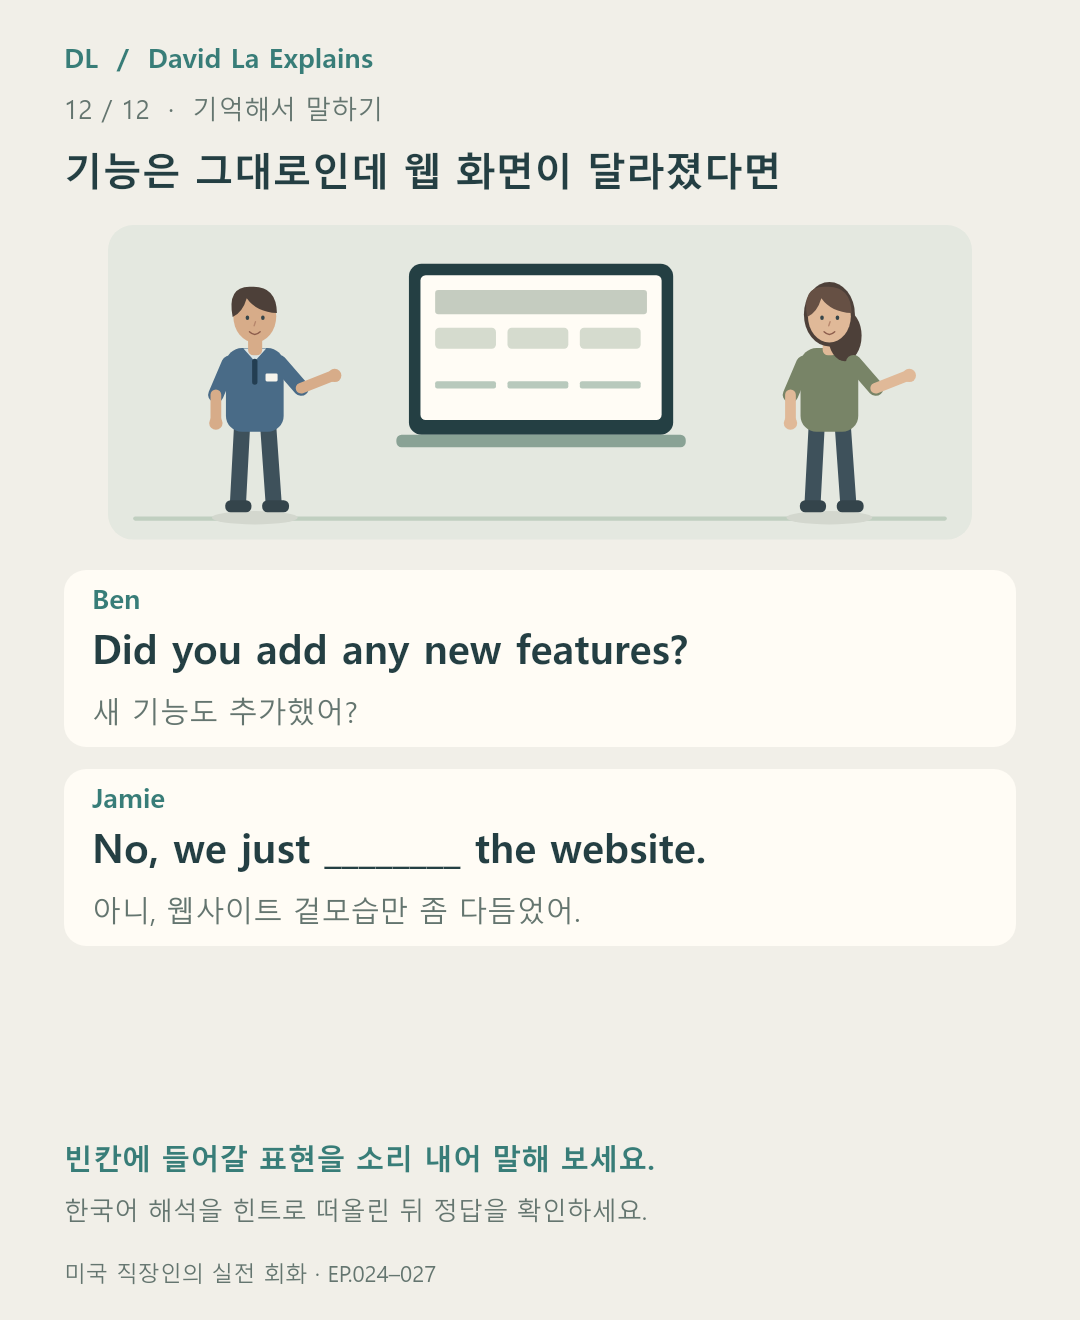 DL / David La Explains
12 / 12 · 기억해서 말하기
기능은 그대로인데 웹 화면이 달라졌다면
Ben
Did you add any new features?
새 기능도 추가했어?
Jamie
No, we just ________ the website.
아니, 웹사이트 겉모습만 좀 다듬었어.
빈칸에 들어갈 표현을 소리 내어 말해 보세요.
한국어 해석을 힌트로 떠올린 뒤 정답을 확인하세요.
미국 직장인의 실전 회화 · EP.024–027